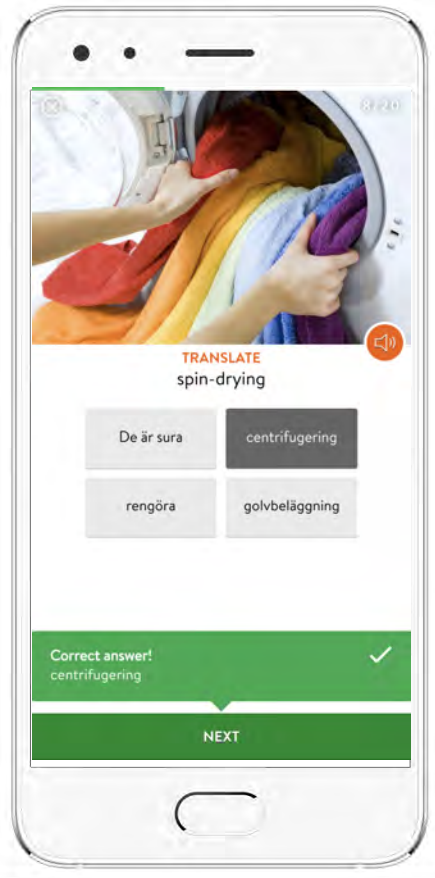 8/20
TRANSLATE
spin-drying
De är sura
centrifugering
rengöra
golvbeläggning
Correct answer!
centrifugering
NEXT